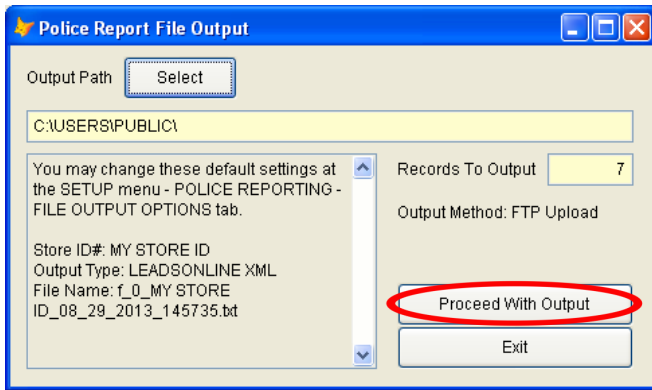 Police Report File Output
Output Path
Select
C:\USERS\PUBLIC\
You may change these default settings at
the SETUP menu - POLICE REPORTING -
FILE OUTPUT OPTIONS tab.
Store ID#: MY STORE ID
Output Type: LEADSONLINE XML
File Name: f_0_MY STORE
ID_08_29_2013_145735.txt
Records To Output 7
Output Method: FTP Upload
Proceed With Output
Exit